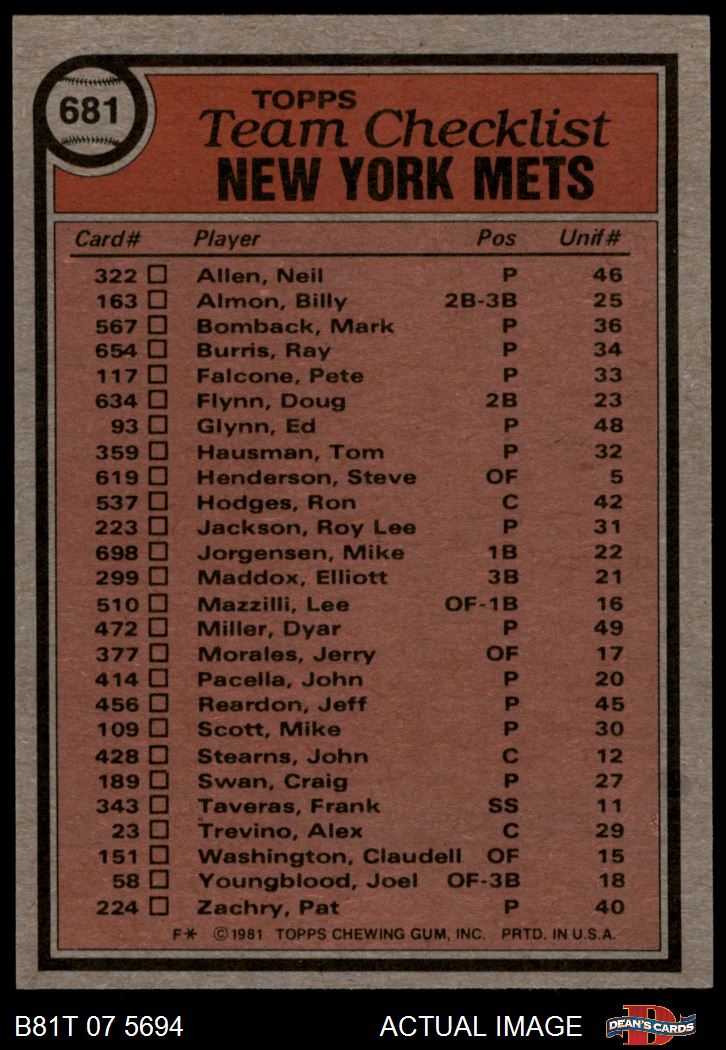 681
TOPPS
Team Checklist
NEW YORK METS
Card# Player Pos Unif#
322 Allen, Neil P 46
163 Almon, Billy 2B-3B 25
567 Bomback, Mark P 36
654 Burris, Ray P 34
117 Falcone, Pete P 33
634 Flynn, Doug 2B 23
93 Glynn, Ed P 48
359 Hausman, Tom P 32
619 Henderson, Steve OF 5
537 Hodges, Ron C 42
223 Jackson, Roy Lee P 31
698 Jorgensen, Mike 1B 22
299 Maddox, Elliott 3B 21
510 Mazzilli, Lee OF-1B 16
472 Miller, Dyar P 49
377 Morales, Jerry OF 17
414 Pacella, John P 20
456 Reardon, Jeff P 45
109 Scott, Mike P 30
428 Stearns, John C 12
189 Swan, Craig P 27
343 Taveras, Frank SS 11
23 Trevino, Alex C 29
151 Washington, Claudell OF 15
58 Youngblood, Joel OF-3B 18
224 Zachry, Pat P 40
F* ©1981 TOPPS CHEWING GUM, INC. PRTD. IN U.S.A.
B81T 07 5694 ACTUAL IMAGE D DEAN'S CARDS